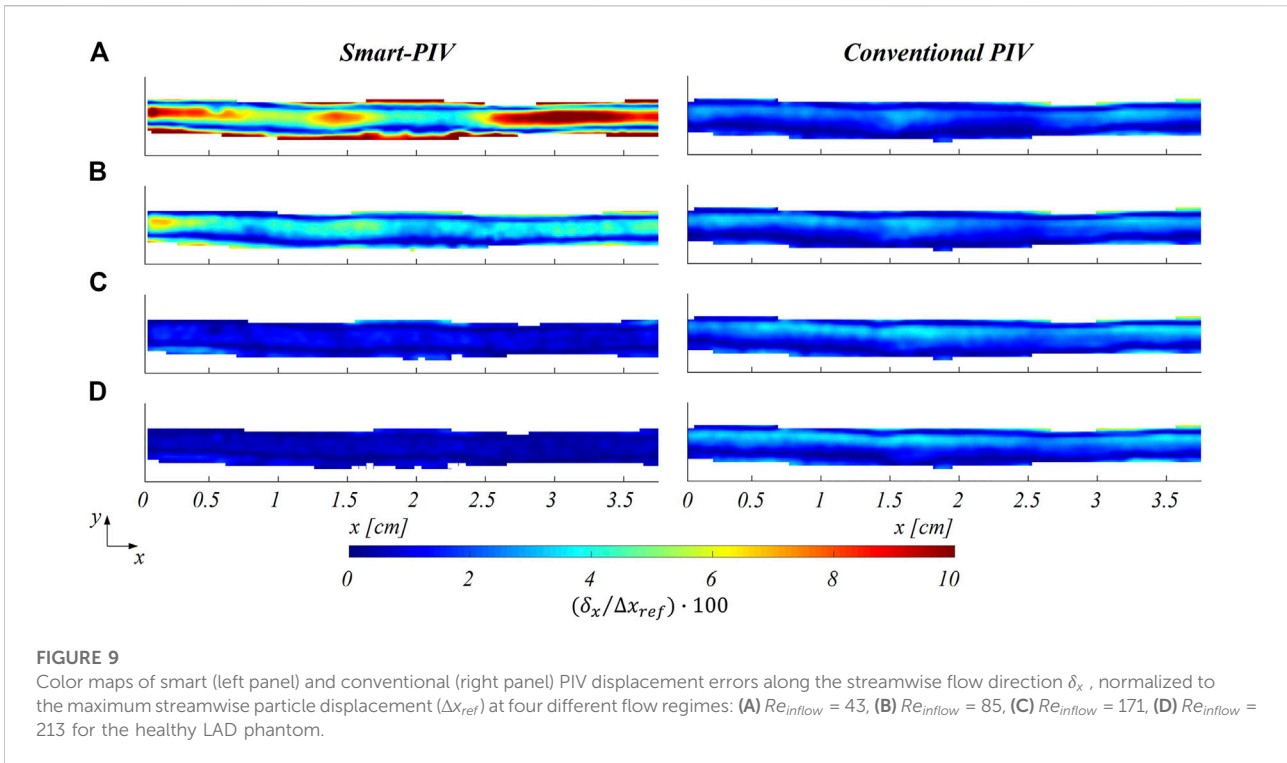 Smart-PIV
Conventional PIV
A
B
C
D
0 0.5 1 1.5 2 2.5 3 3.5
0 0.5 1 1.5 2 2.5 3 3.5
x [cm]
x [cm]
y
x
0 2 4 6 8 10
(δx/Δxref) · 100
FIGURE 9
Color maps of smart (left panel) and conventional (right panel) PIV displacement errors along the streamwise flow direction δx , normalized to
the maximum streamwise particle displacement (Δxref) at four different flow regimes: (A) Reinflow = 43, (B) Reinflow = 85, (C) Reinflow = 171, (D) Reinflow =
213 for the healthy LAD phantom.